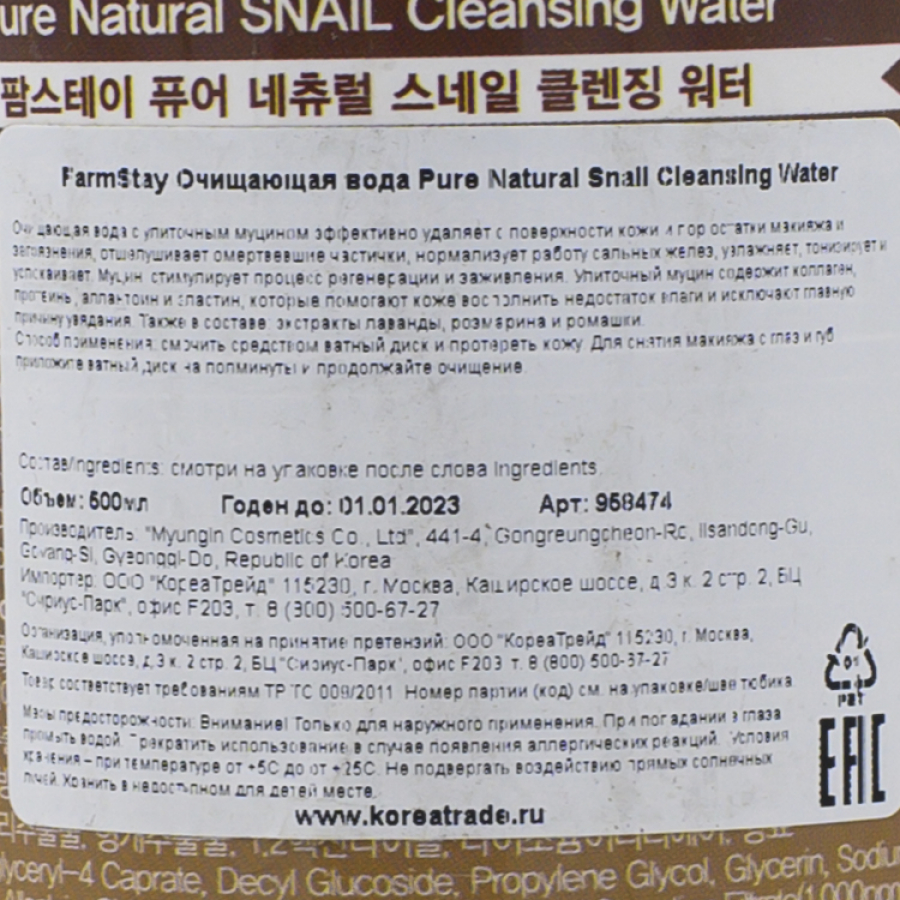 ure Natural SNAIL Cleansing Water
팜스테이 퓨어 네츄럴 스네일 클렌징 워터
FarmStay Очищающая вода Pure Natural Snail Cleansing Water
Очищающая вода с улиточным муцином эффективно удаляет с поверхности кожи и пор остатки макияжа и
загрязнения, отшелушивает омертвевшие частички, нормализует работу сальных желез, увлажняет, тонизирует и
успокаивает. Муцин стимулирует процесс регенерации и заживления. Улиточный муцин содержит коллаген,
протеины, аллантоин и эластин, которые помогают коже восполнить недостаток влаги и исключают главную
причину увядания. Также в составе: экстракты лаванды, розмарина и ромашки.
Способ применения: смочить средством ватный диск и протереть кожу. Для снятия макияжа с глаз и губ
приложите ватный диск на полминуты и продолжайте очищение.
Состав/Ingredients: смотри на упаковке после слова Ingredients.
Объем: 500мл Годен до: 01.01.2023 Арт: 958474
Производитель: "Myungin Cosmetics Co., Ltd", 441-4, Gongreungcheon-Ro, Ilsandong-Gu,
Goyang-Si, Gyeonggi-Do, Republic of Korea
Импортер: ООО "КореаТрейд" 115230, г. Москва, Каширское шоссе, д.3 к. 2 стр. 2, БЦ
"Сириус-Парк", офис F203, т. 8 (800) 500-67-27
Организация, уполномоченная на принятие претензий: ООО "КореаТрейд" 115230, г. Москва,
Каширское шоссе, д.3 к. 2 стр. 2, БЦ "Сириус-Парк", офис F203 т. 8 (800) 500-37-27
Товар соответствует требованиям ТР ТС 009/2011. Номер партии (код) см. на упаковке/шве тюбика.
Меры предосторожности: Внимание! Только для наружного применения. При попадании в глаза
промыть водой. Прекратить использование в случае появления аллергических реакций. Условия
хранения – при температуре от +5С до от +25С. Не подвергать воздействию прямых солнечных
лучей. Хранить в недоступном для детей месте.
01
PET
EAC
www.koreatrade.ru
lyceryl-4 Caprate, Decyl Glucoside, Propylene Glycol, Glycerin, Sodiu